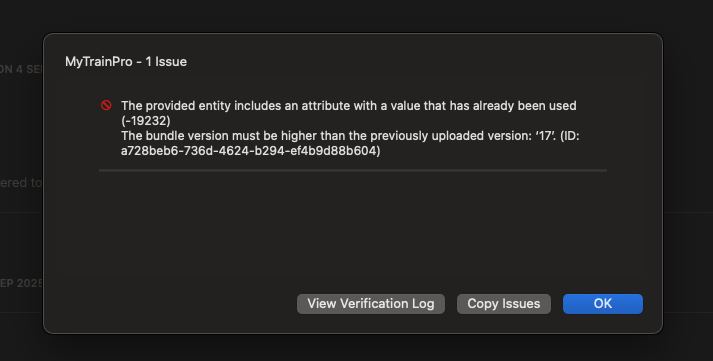 MyTrainPro - 1 Issue
ON 4 SE
The provided entity includes an attribute with a value that has already been used
(-19232)
The bundle version must be higher than the previously uploaded version: ‘17’. (ID:
a728beb6-736d-4624-b294-ef4b9d88b604)
ered to
EP 2025
View Verification Log
Copy Issues
OK